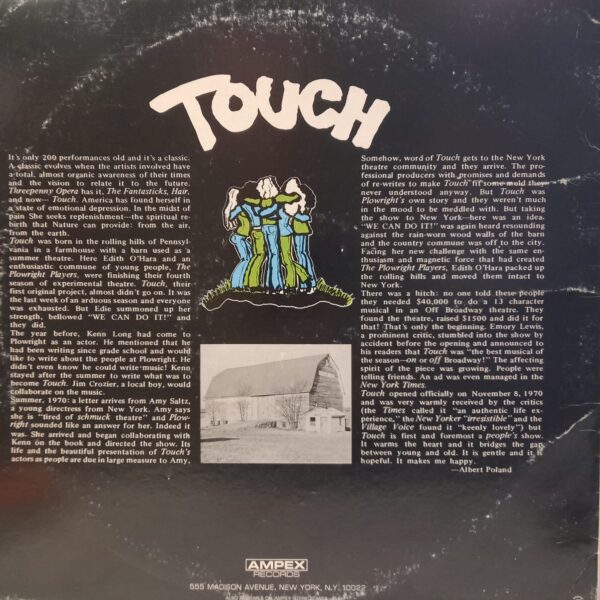 TOUCH
It's only 200 performances old and it's a classic.
A classic evolves when the artists involved have
a total, almost organic awareness of their times
and the vision to relate it to the future.
Threepenny Opera has it, The Fantasticks, Hair,
and now—Touch. America has found herself in
a state of emotional depression. In the midst of
pain She seeks replenishment—the spiritual re-
birth that Nature can provide: from the air,
from the earth.
Touch was born in the rolling hills of Pennsyl-
vania in a farmhouse with a barn used as a
summer theatre. Here Edith O'Hara and an
enthusiastic commune of young people, The
Plowright Players, were finishing their fourth
season of experimental theatre. Touch, their
first original project, almost didn't go on. It was
the last week of an arduous season and everyone
was exhausted. But Edie summoned up her
strength, bellowed "WE CAN DO IT!" and
they did.
The year before, Kenn Long had come to
Plowright as an actor. He mentioned that he
had been writing since grade school and would
like to write about the people at Plowright. He
didn't even know he could write music! Kenn
stayed after the summer to write what was to
become Touch. Jim Crozier, a local boy, would
collaborate on the music.
Summer, 1970: a letter arrives from Amy Saltz,
a young directress from New York. Amy says
she is "tired of schmuck theatre" and Plow-
right sounded like an answer for her. Indeed it
was. She arrived and began collaborating with
Kenn on the book and directed the show. Its
life and the beautiful presentation of Touch's
actors as people are due in large measure to Amy.
Somehow, word of Touch gets to the New York
theatre community and they arrive. The pro-
fessional producers with promises and demands
of re-writes to make Touch fit some mold they
never understood anyway. But Touch was
Plowright's own story and they weren't much
in the mood to be meddled with. But taking
the show to New York—here was an idea.
"WE CAN DO IT!" was again heard resounding
against the rain-worn wood walls of the barn
and the country commune was off to the city.
Facing her new challenge with the same en-
thusiasm and magnetic force that had created
The Plowright Players, Edith O'Hara packed up
the rolling hills and moved them intact to
New York.
There was a hitch: no one told these people
they needed $40,000 to do a 13 character
musical in an Off Broadway theatre. They
found the theatre, raised $1500 and did it for
that! That's only the beginning. Emory Lewis,
a prominent critic, stumbled into the show by
accident before the opening and announced to
his readers that Touch was "the best musical of
the season—on or off Broadway!" The affecting
spirit of the piece was growing. People were
telling friends. An ad was even managed in the
New York Times.
Touch opened officially on November 8, 1970
and was very warmly received by the critics
(the Times called it "an authentic life ex-
perience," the New Yorker "irresistible" and the
Village Voice found it "keenly lovely") but
Touch is first and foremost a people's show.
It warms the heart and it bridges the gap
between young and old. It is gentle and it is
hopeful. It makes me happy.
—Albert Poland
AMPEX
RECORDS
555 MADISON AVENUE, NEW YORK, N.Y. 10022